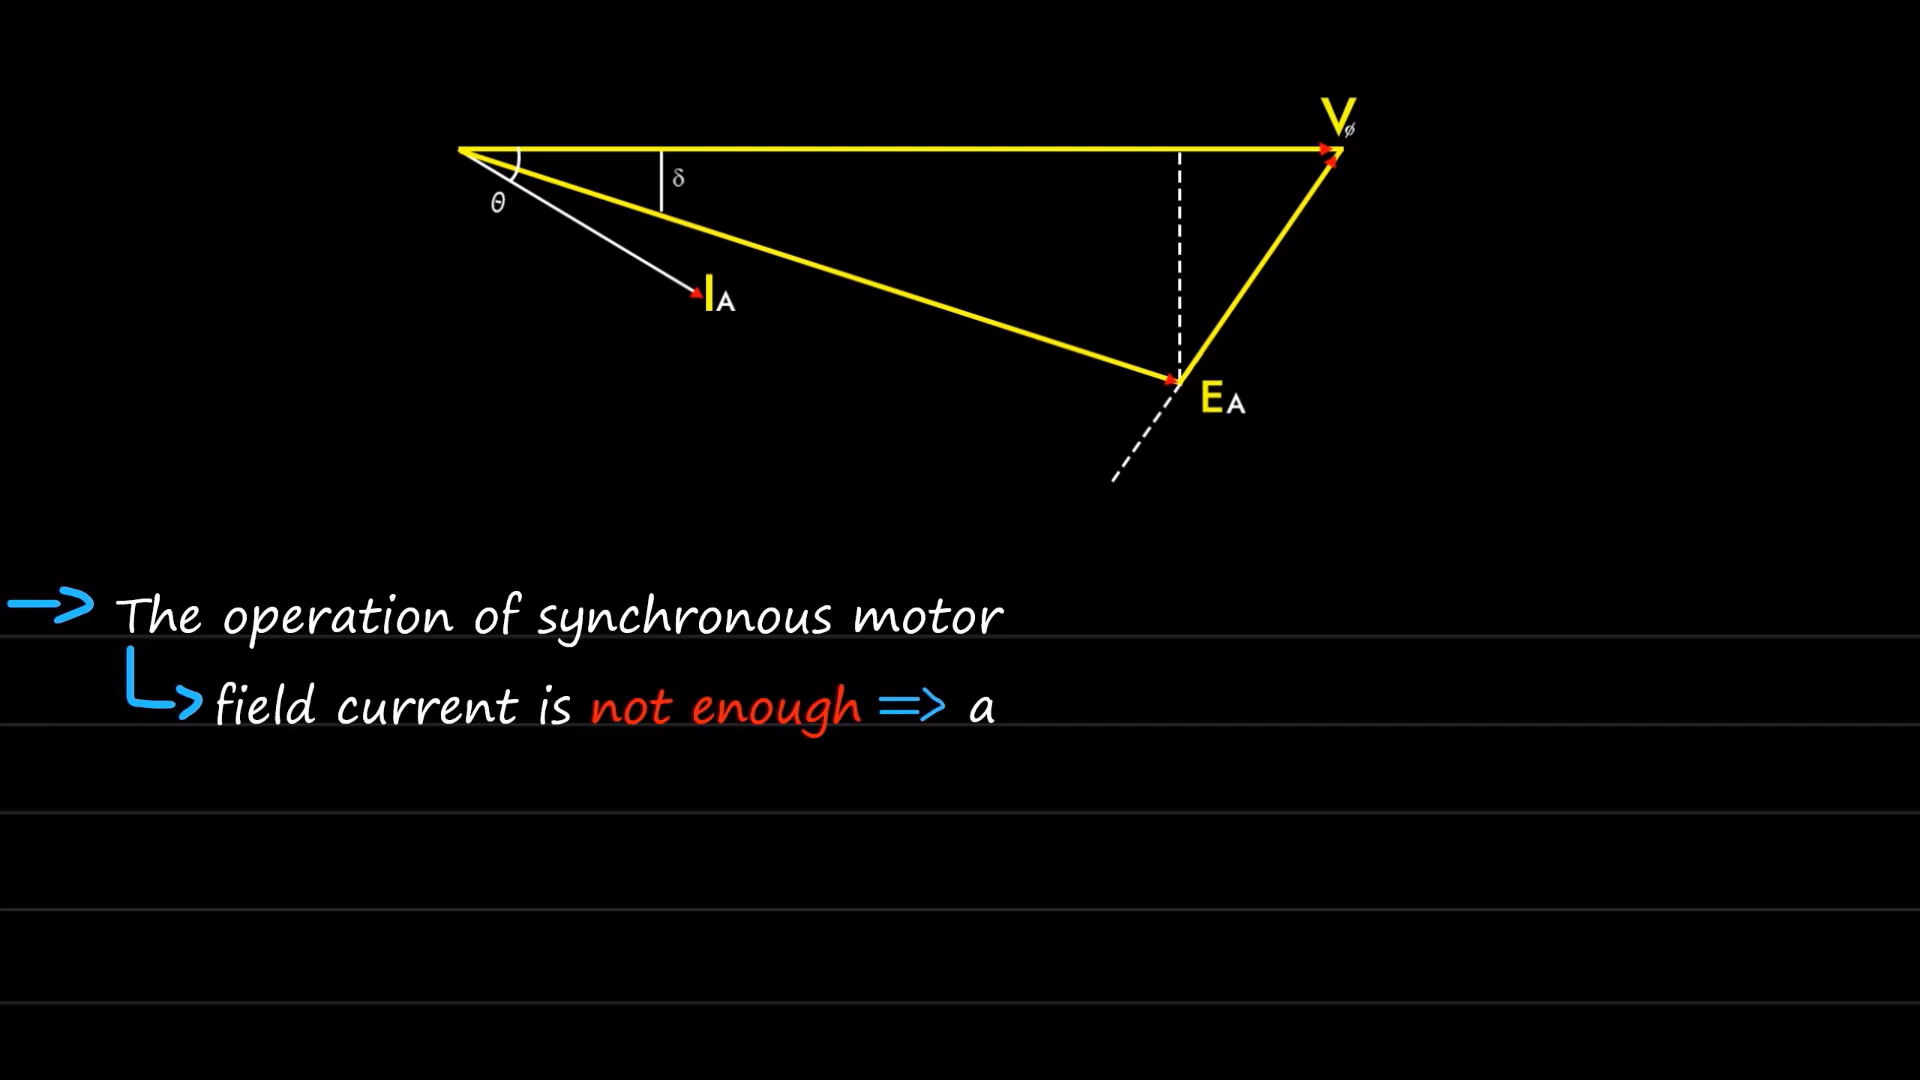 Vϕ
δ
θ
IA
EA
The operation of synchronous motor
field current is not enough => a